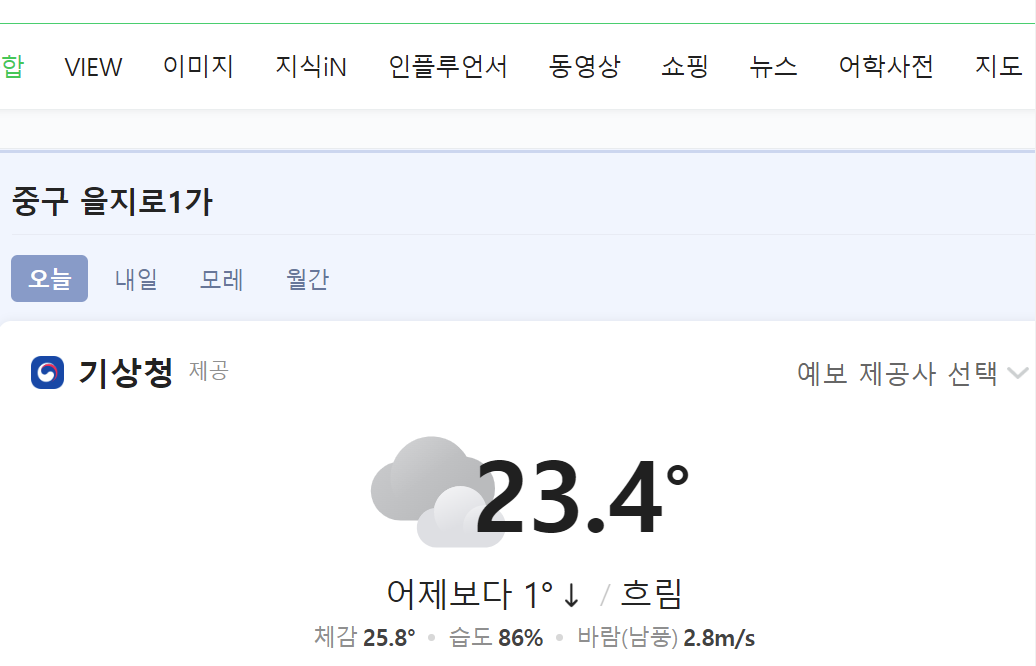 합 VIEW 이미지 지식iN 인플루언서 동영상 쇼핑 뉴스 어학사전 지도
중구 을지로1가
오늘 내일 모레 월간
기상청 제공 예보 제공사 선택
23.4°
어제보다 1°↓ / 흐림
체감 25.8° • 습도 86% • 바람(남풍) 2.8m/s